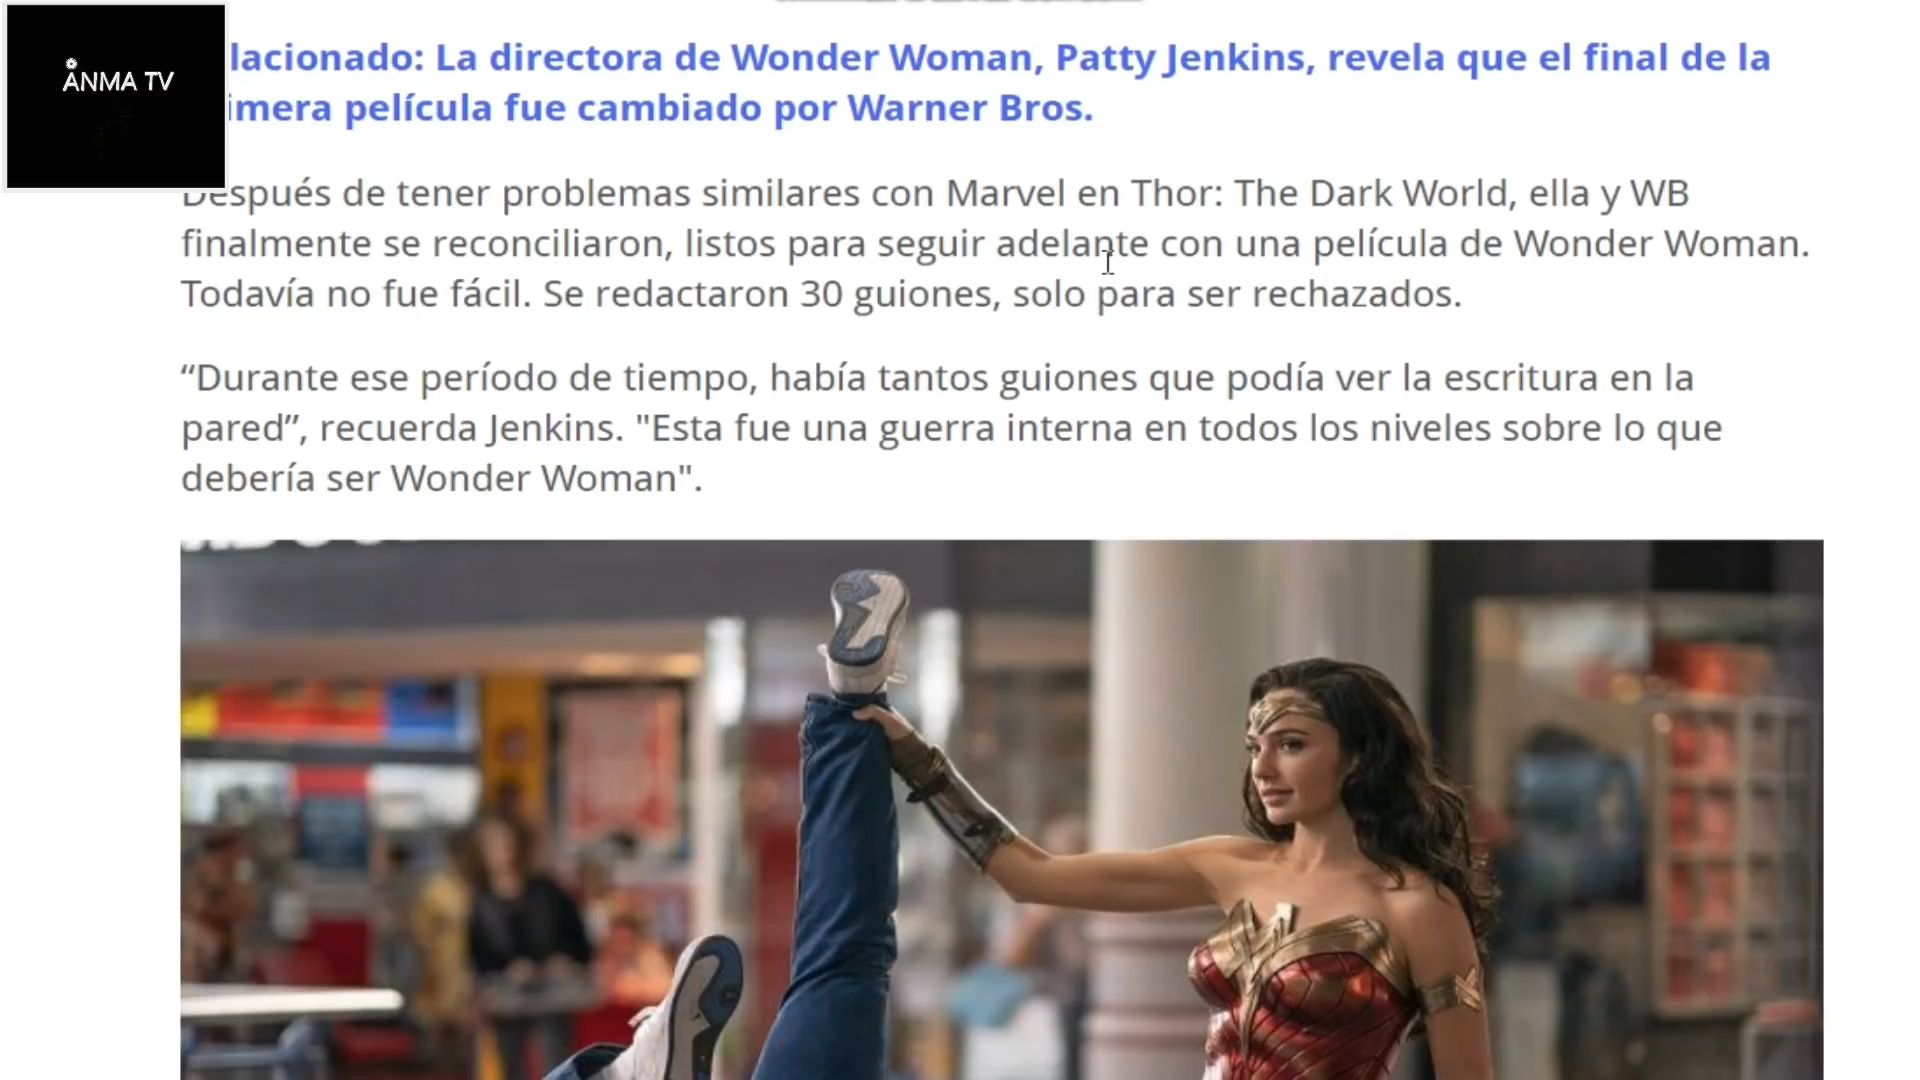 ÅNMA TV
lacionado: La directora de Wonder Woman, Patty Jenkins, revela que el final de la
imera película fue cambiado por Warner Bros.
Después de tener problemas similares con Marvel en Thor: The Dark World, ella y WB
finalmente se reconciliaron, listos para seguir adelante con una película de Wonder Woman.
Todavía no fue fácil. Se redactaron 30 guiones, solo para ser rechazados.
“Durante ese período de tiempo, había tantos guiones que podía ver la escritura en la
pared”, recuerda Jenkins. "Esta fue una guerra interna en todos los niveles sobre lo que
debería ser Wonder Woman".